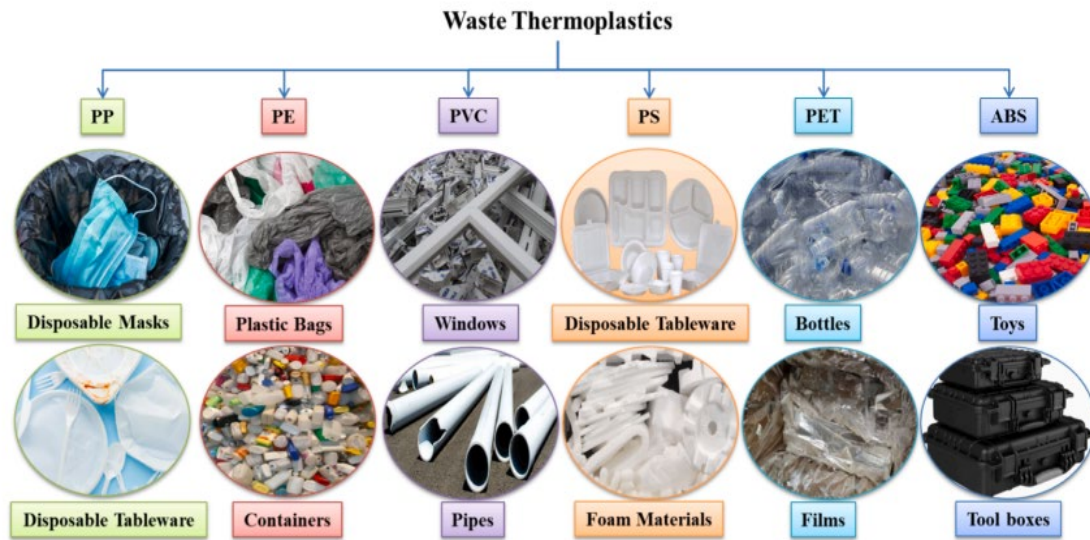 Waste Thermoplastics
PP PE PVC PS PET ABS
Disposable Masks Plastic Bags Windows Disposable Tableware Bottles Toys
Disposable Tableware Containers Pipes Foam Materials Films Tool boxes